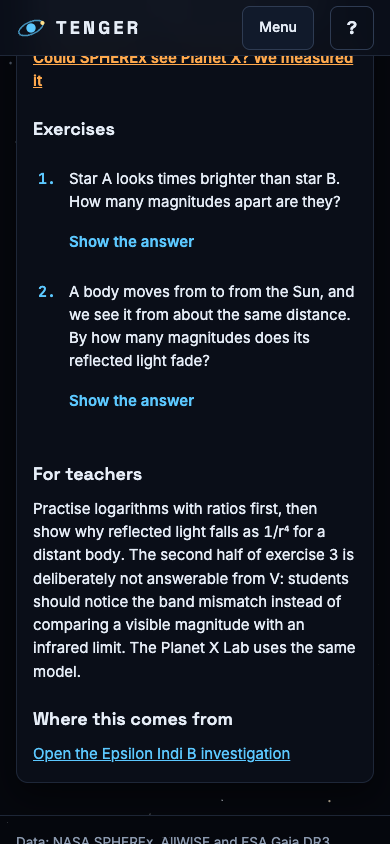 TENGER
Menu
?
Could SPHEREx see Planet X? We measured
it
Exercises
1. Star A looks times brighter than star B.
How many magnitudes apart are they?
Show the answer
2. A body moves from to from the Sun, and
we see it from about the same distance.
By how many magnitudes does its
reflected light fade?
Show the answer
For teachers
Practise logarithms with ratios first, then
show why reflected light falls as 1/r⁴ for a
distant body. The second half of exercise 3 is
deliberately not answerable from V: students
should notice the band mismatch instead of
comparing a visible magnitude with an
infrared limit. The Planet X Lab uses the same
model.
Where this comes from
Open the Epsilon Indi B investigation
Data: NASA SPHEREx, AllWISE and ESA Gaia DR3.